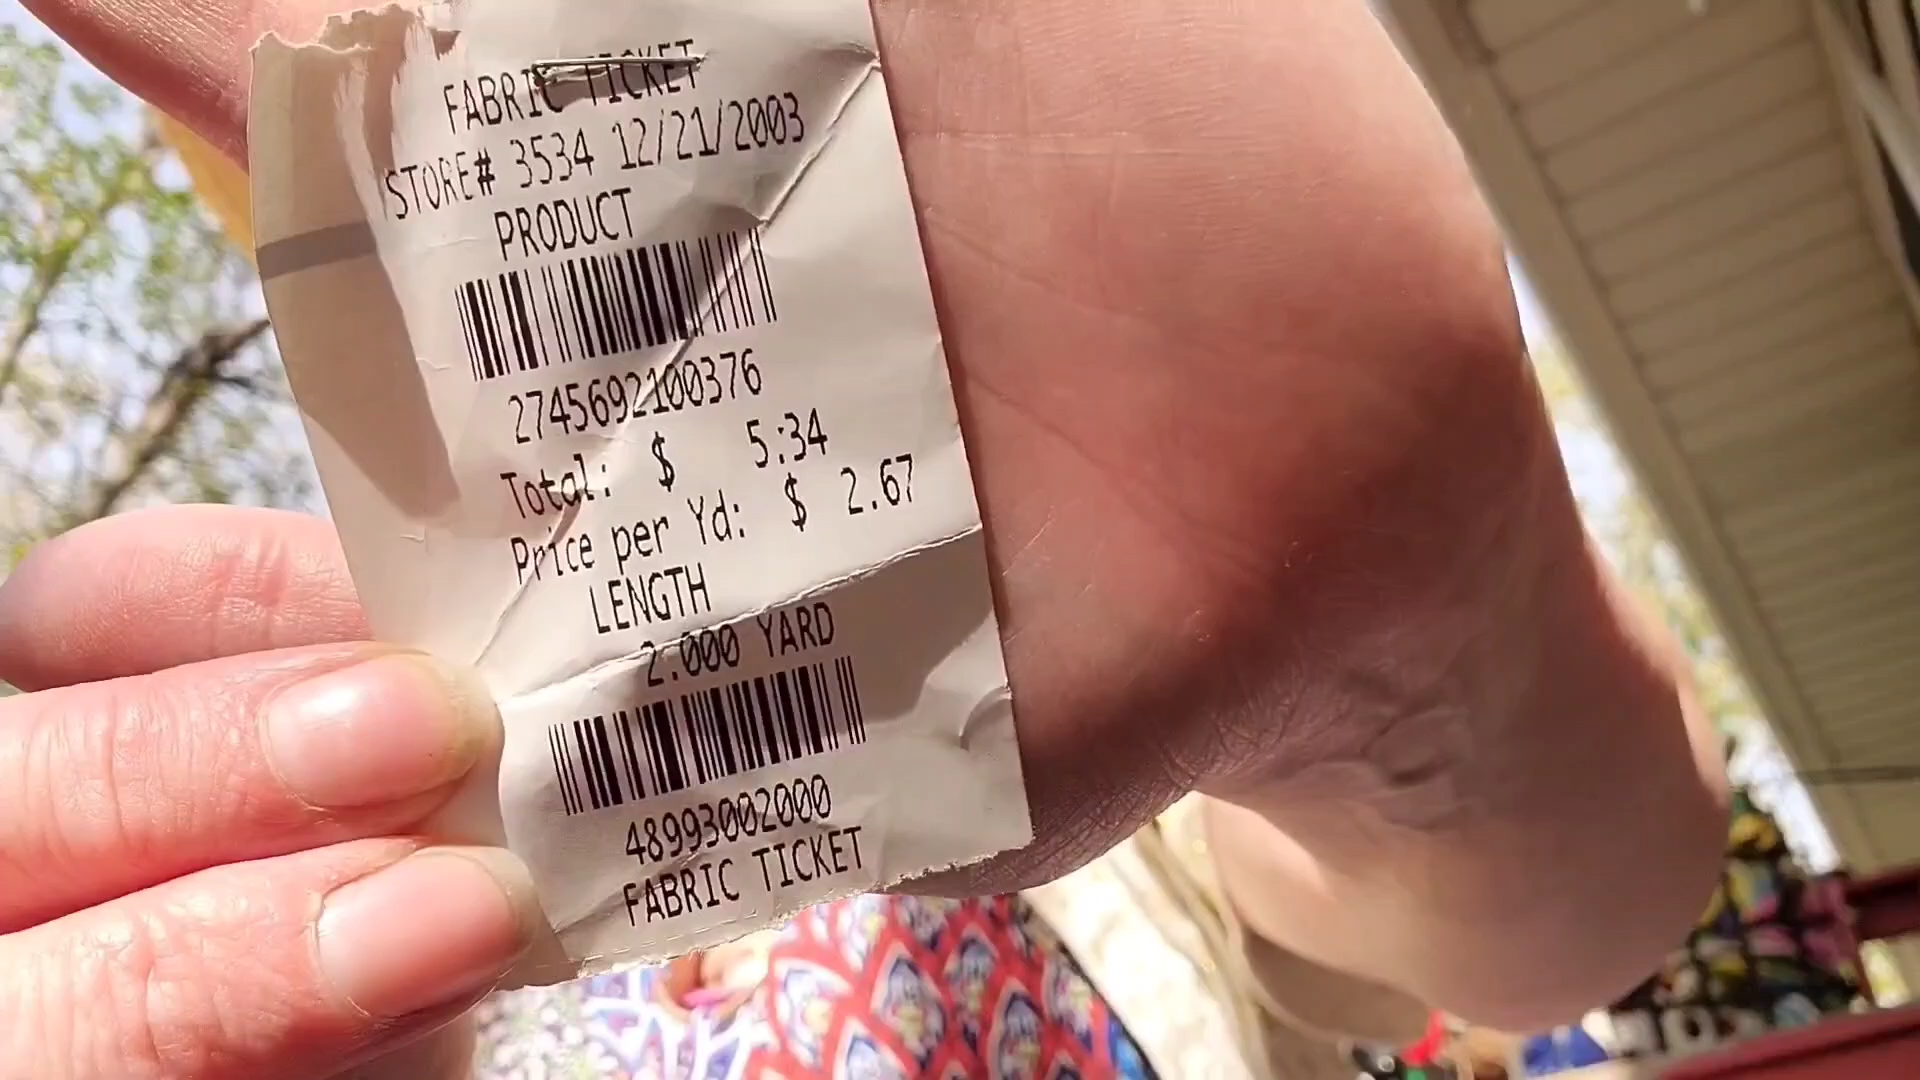 FABRIC TICKET
STORE# 3534 12/21/2003
PRODUCT
2745692100376
Total: $ 5.34
Price per Yd: $ 2.67
LENGTH
2.000 YARD
48993002000
FABRIC TICKET